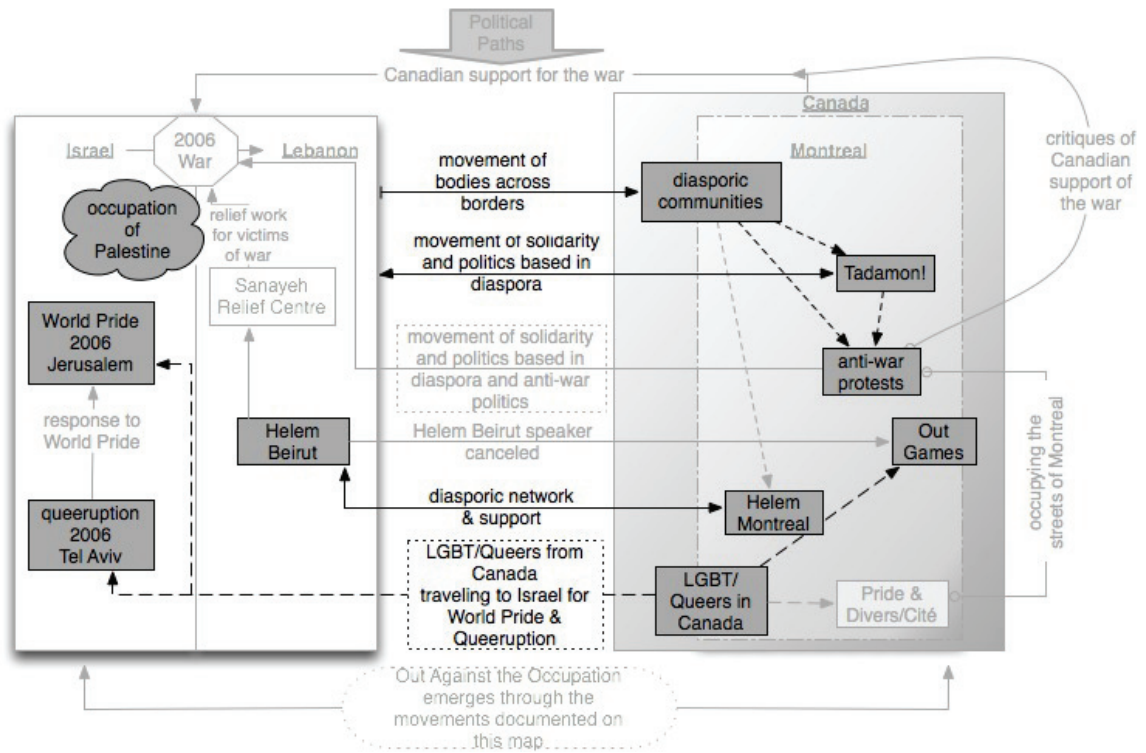 Political
Paths
Canadian support for the war
Canada
critiques of
Canadian
support of
the war
Israel
2006
War
Lebanon
Montreal
movement of
bodies across
borders
diasporic
communities
occupation
of
Palestine
relief work
for victims
of war
movement of solidarity
and politics based in
diaspora
Tadamon!
Sanayeh
Relief Centre
World Pride
2006
Jerusalem
movement of solidarity
and politics based in
diaspora and anti-war
politics
anti-war
protests
response to
World Pride
Helem
Beirut
Helem Beirut speaker
canceled
Out
Games
occupying the
streets of Montreal
diasporic network
& support
Helem
Montreal
queeruption
2006
Tel Aviv
LGBT/Queers from
Canada
traveling to Israel for
World Pride &
Queeruption
LGBT/
Queers in
Canada
Pride &
Divers/Cité
Out Against the Occupation
emerges through the
movements documented on
this map